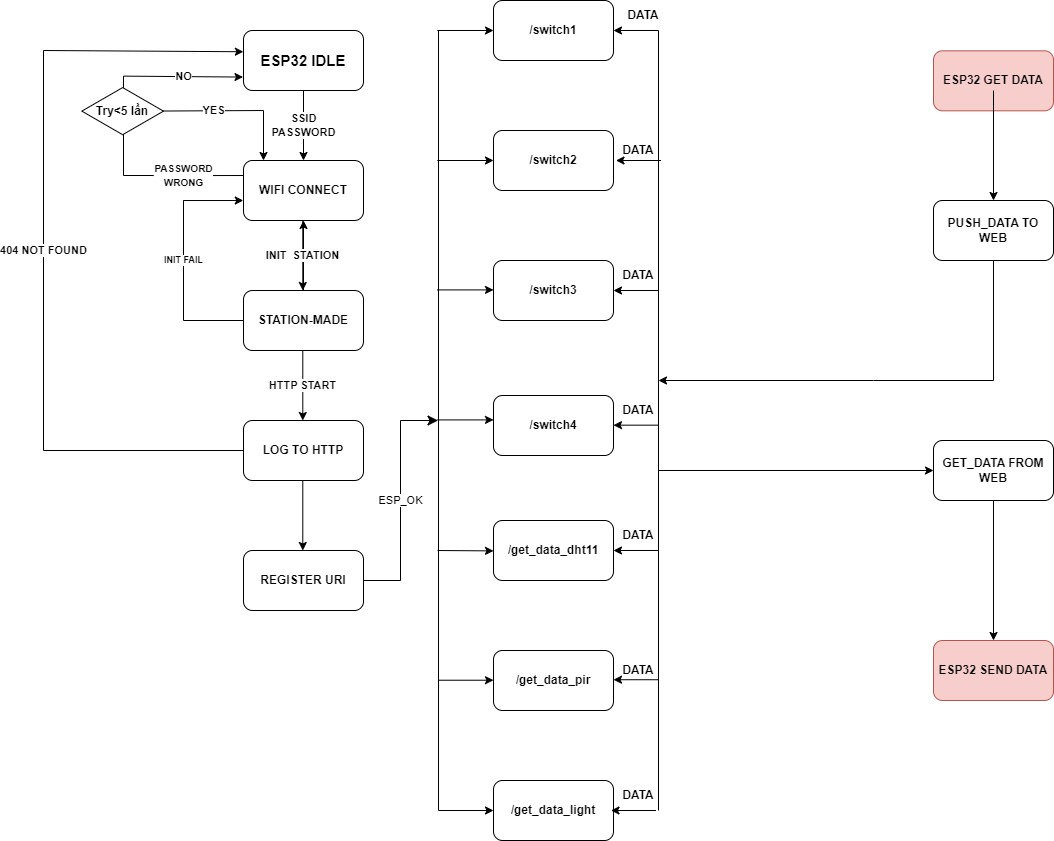 ESP32 IDLE
NO
Try<5 lần
YES
SSID
PASSWORD
PASSWORD
WRONG
WIFI CONNECT
404 NOT FOUND
INIT FAIL
INIT STATION
STATION-MADE
HTTP START
LOG TO HTTP
ESP_OK
REGISTER URI
DATA
/switch1
DATA
/switch2
DATA
/switch3
DATA
/switch4
DATA
/get_data_dht11
DATA
/get_data_pir
DATA
/get_data_light
ESP32 GET DATA
PUSH_DATA TO
WEB
GET_DATA FROM
WEB
ESP32 SEND DATA